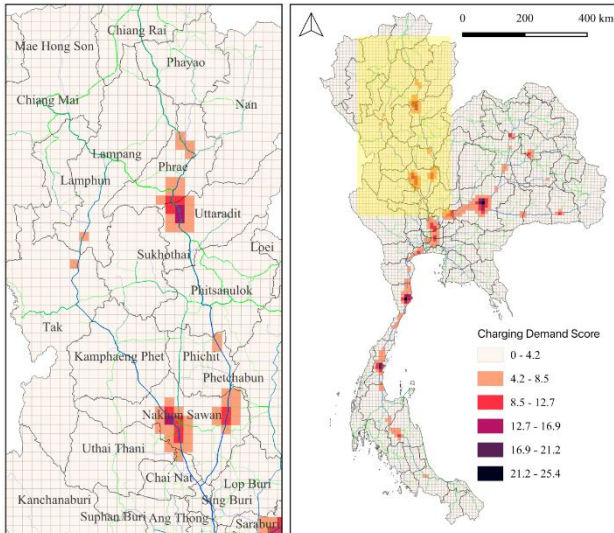 Chiang Rai
Mae Hong Son
Phayao
Chiang Mai
Nan
Lampang
Phrae
Lamphun
Uttaradit
Loei
Sukhothai
Phitsanulok
Tak
Kamphaeng Phet
Phichit
Phetchabun
Nakhon Sawan
Uthai Thani
Chai Nat
Lop Buri
Kanchanaburi
Sing Buri
Suphan Buri
Ang Thong
Saraburi
0 200 400 km
Charging Demand Score
0 - 4.2
4.2 - 8.5
8.5 - 12.7
12.7 - 16.9
16.9 - 21.2
21.2 - 25.4